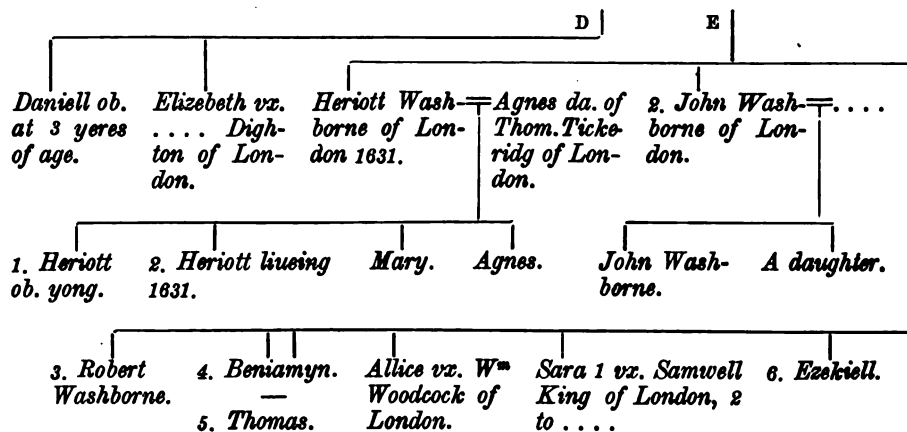 D E
Daniell ob.
at 3 yeres
of age.
Elizebeth vx.
. . . . Digh-
ton of Lon-
don.
Heriott Wash-
borne of Lon-
don 1631.
Agnes da. of
Thom. Ticke-
ridg of Lon-
don.
2. John Wash-
borne of Lon-
don.
. . . .
1. Heriott
ob. yong.
2. Heriott liueing
1631.
Mary.
Agnes.
John Wash-
borne.
A daughter.
3. Robert
Washborne.
4. Beniamyn.
—
5. Thomas.
Allice vx. Wᵐ
Woodcock of
London.
Sara 1 vx. Samwell
King of London, 2
to . . . .
6. Ezekiell.